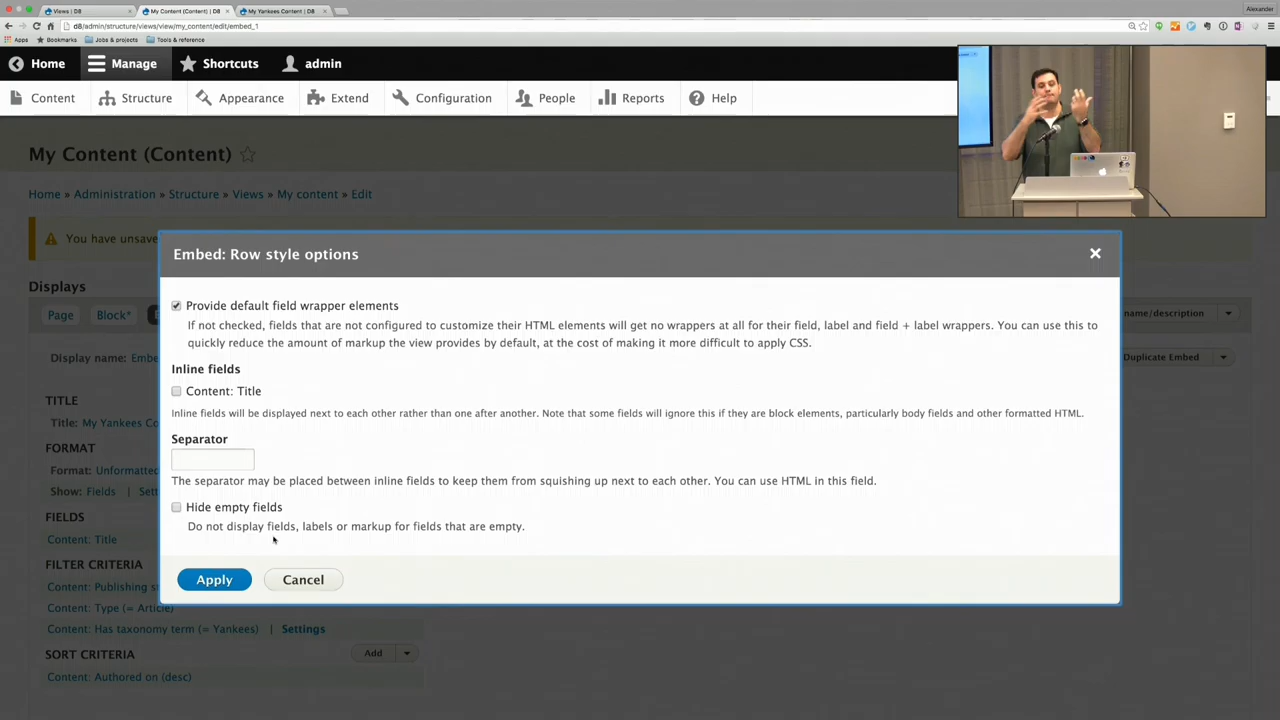 Views | D8
My Content (Content) | D8
My Yankees Content | D8
Alexander
d8/admin/structure/views/view/my_content/edit/embed_1
Apps
Bookmarks
Jobs & projects
Tools & reference
Home
Manage
Shortcuts
admin
Content
Structure
Appearance
Extend
Configuration
People
Reports
Help
My Content (Content)
Home » Administration » Structure » Views » My content » Edit
You have unsave
Displays
Page
Block*
name/description
Display name: Embe
Duplicate Embed
TITLE
Title: My Yankees Co
FORMAT
Format: Unformatted
Show: Fields | Set
FIELDS
Content: Title
FILTER CRITERIA
Content: Publishing st
Content: Type (= Article)
Content: Has taxonomy term (= Yankees) | Settings
SORT CRITERIA
Add
Content: Authored on (desc)
Embed: Row style options
Provide default field wrapper elements
If not checked, fields that are not configured to customize their HTML elements will get no wrappers at all for their field, label and field + label wrappers. You can use this to
quickly reduce the amount of markup the view provides by default, at the cost of making it more difficult to apply CSS.
Inline fields
Content: Title
Inline fields will be displayed next to each other rather than one after another. Note that some fields will ignore this if they are block elements, particularly body fields and other formatted HTML.
Separator
The separator may be placed between inline fields to keep them from squishing up next to each other. You can use HTML in this field.
Hide empty fields
Do not display fields, labels or markup for fields that are empty.
Apply
Cancel